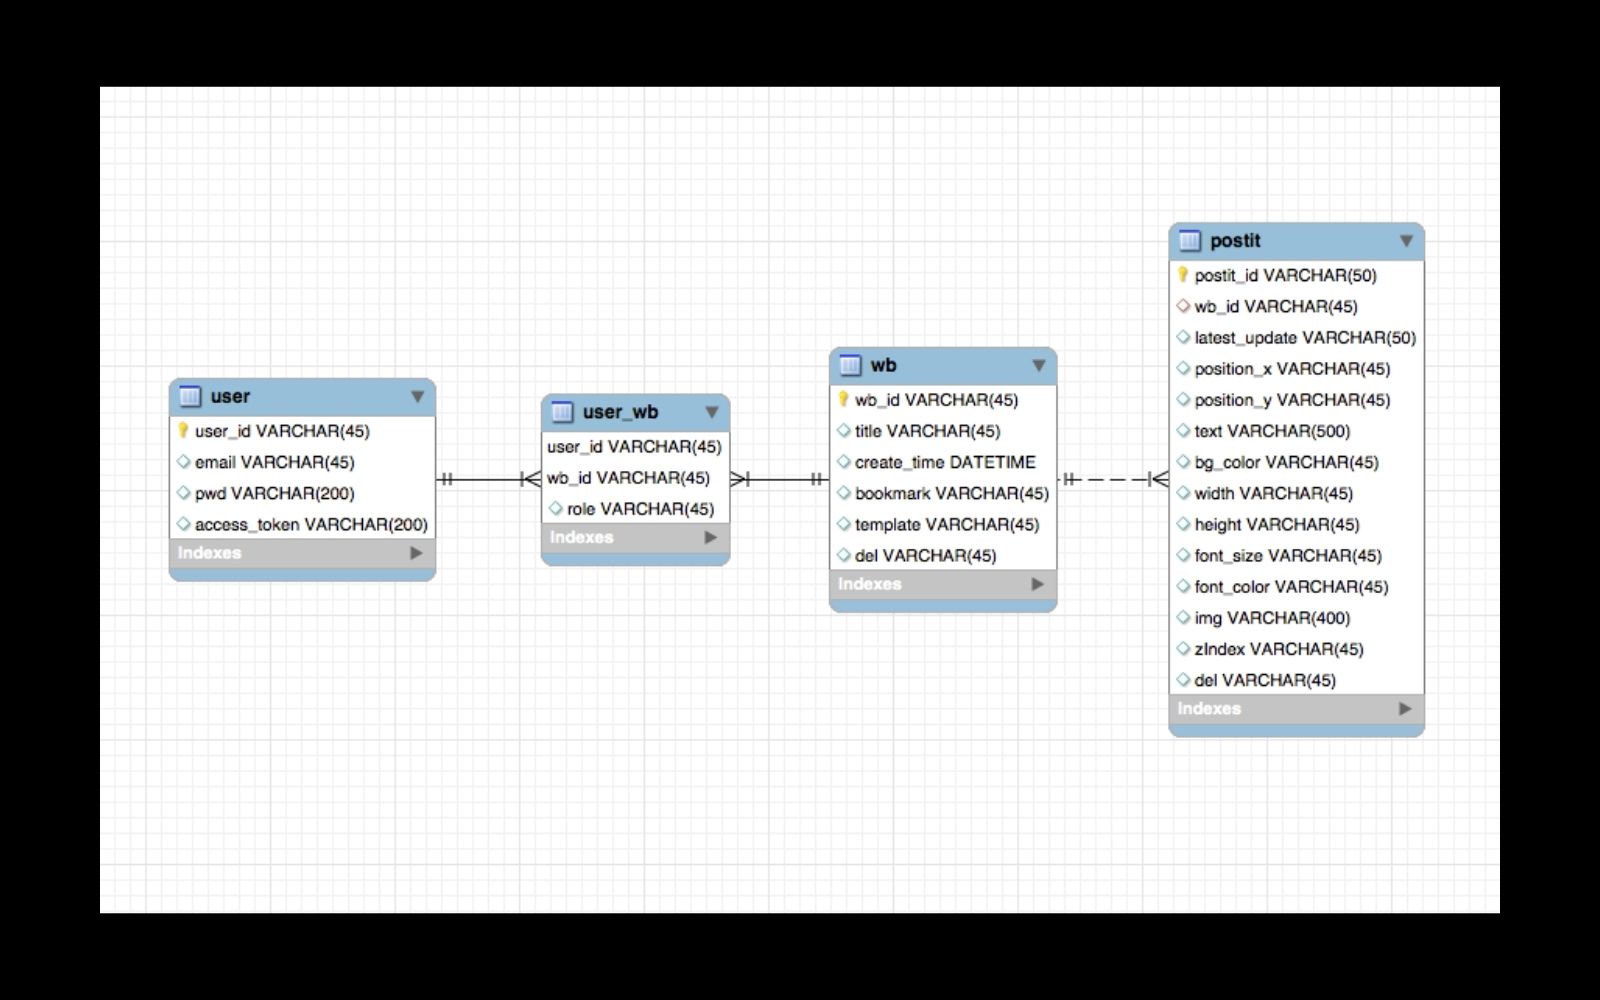 user
user_id VARCHAR(45)
email VARCHAR(45)
pwd VARCHAR(200)
access_token VARCHAR(200)
Indexes
user_wb
user_id VARCHAR(45)
wb_id VARCHAR(45)
role VARCHAR(45)
Indexes
wb
wb_id VARCHAR(45)
title VARCHAR(45)
create_time DATETIME
bookmark VARCHAR(45)
template VARCHAR(45)
del VARCHAR(45)
Indexes
postit
postit_id VARCHAR(50)
wb_id VARCHAR(45)
latest_update VARCHAR(50)
position_x VARCHAR(45)
position_y VARCHAR(45)
text VARCHAR(500)
bg_color VARCHAR(45)
width VARCHAR(45)
height VARCHAR(45)
font_size VARCHAR(45)
font_color VARCHAR(45)
img VARCHAR(400)
zIndex VARCHAR(45)
del VARCHAR(45)
Indexes